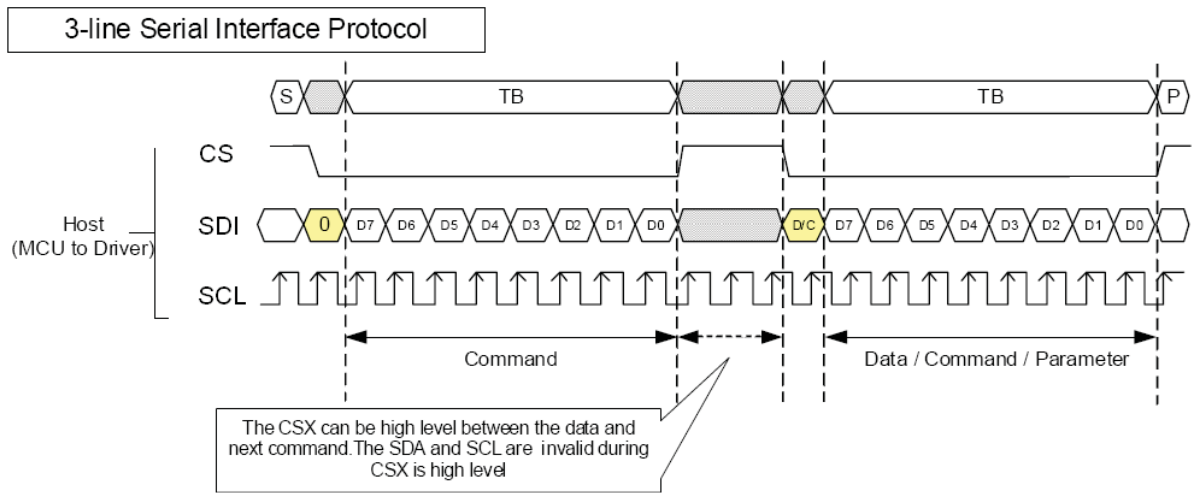 3-line Serial Interface Protocol
S TB TB P
CS
Host
(MCU to Driver)
SDI 0 D7 D6 D5 D4 D3 D2 D1 D0 D/C D7 D6 D5 D4 D3 D2 D1 D0
SCL
Command Data / Command / Parameter
The CSX can be high level between the data and
next command.The SDA and SCL are invalid during
CSX is high level